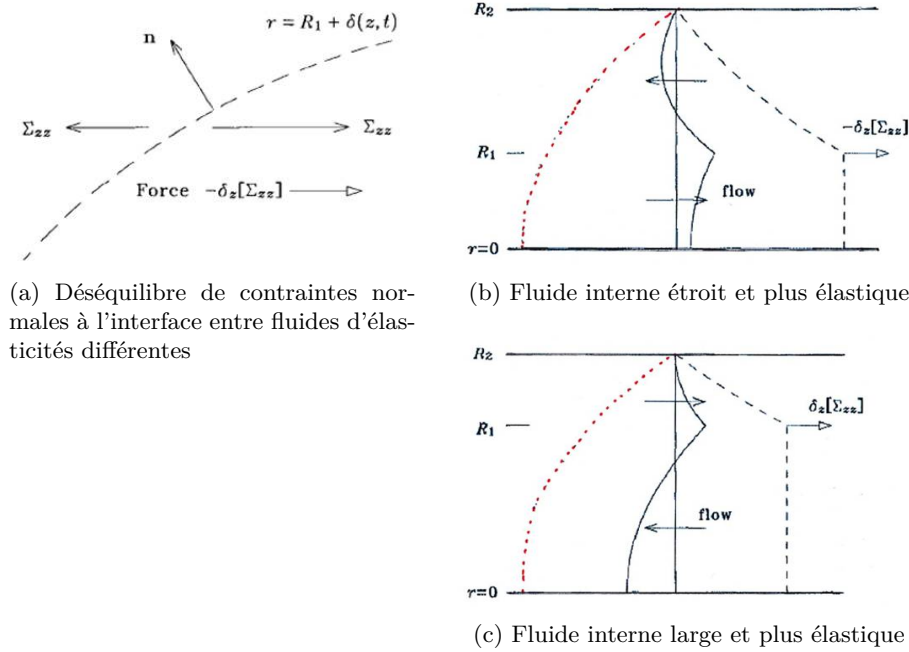 r = R₁ + δ(z, t)
n
Σzz
Σzz
Force −δz[Σzz]
(a) Déséquilibre de contraintes nor-
males à l'interface entre fluides d'élas-
ticités différentes
R₂
−δz[Σzz]
R₁
flow
r=0
(b) Fluide interne étroit et plus élastique
R₂
δz[Σzz]
R₁
flow
r=0
(c) Fluide interne large et plus élastique